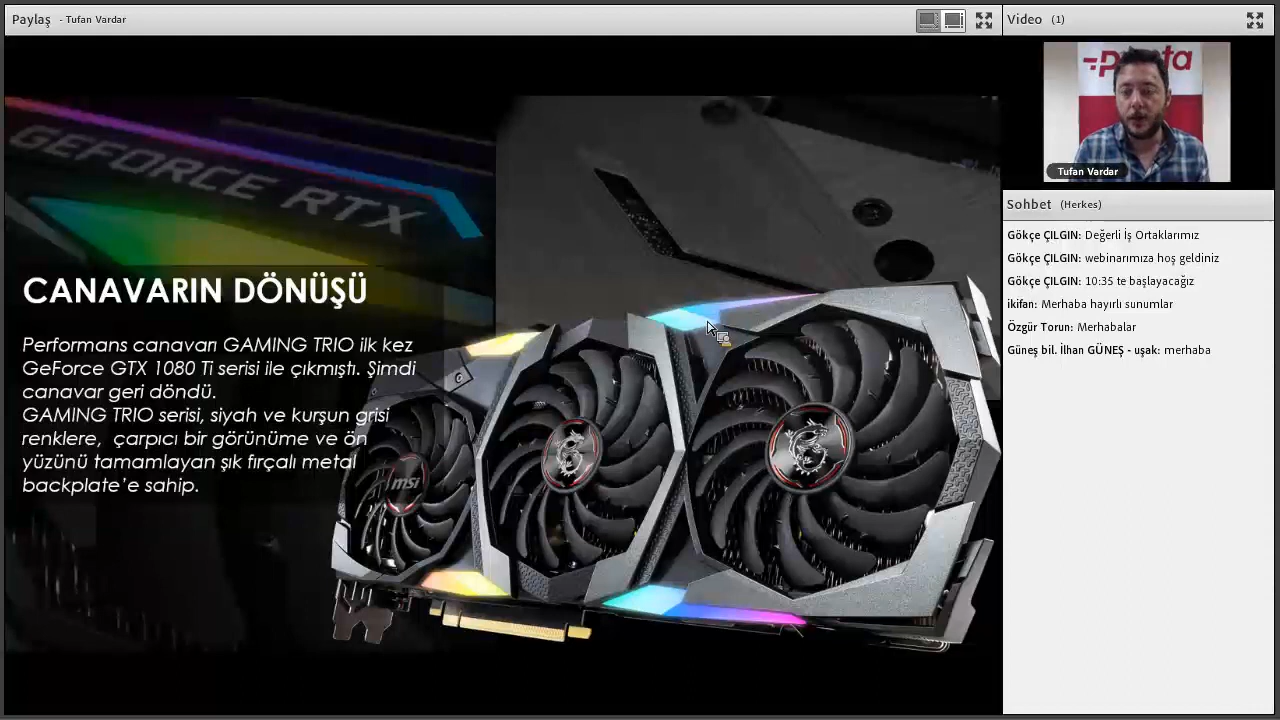 Paylaş - Tufan Vardar
Video (1)
GEFORCE RTX
CANAVARIN DÖNÜŞÜ
Performans canavarı GAMING TRIO ilk kez
GeForce GTX 1080 Ti serisi ile çıkmıştı. Şimdi
canavar geri döndü.
GAMING TRIO serisi, siyah ve kurşun grisi
renklere, çarpıcı bir görünüme ve ön
yüzünü tamamlayan şık fırçalı metal
backplate’e sahip.
msi
Tufan Vardar
Sohbet (Herkes)
Gökçe ÇILGIN: Değerli İş Ortaklarımız
Gökçe ÇILGIN: webinarımıza hoş geldiniz
Gökçe ÇILGIN: 10:35 te başlayacağız
ikifan: Merhaba hayırlı sunumlar
Özgür Torun: Merhabalar
Güneş bil. İlhan GÜNEŞ - uşak: merhaba